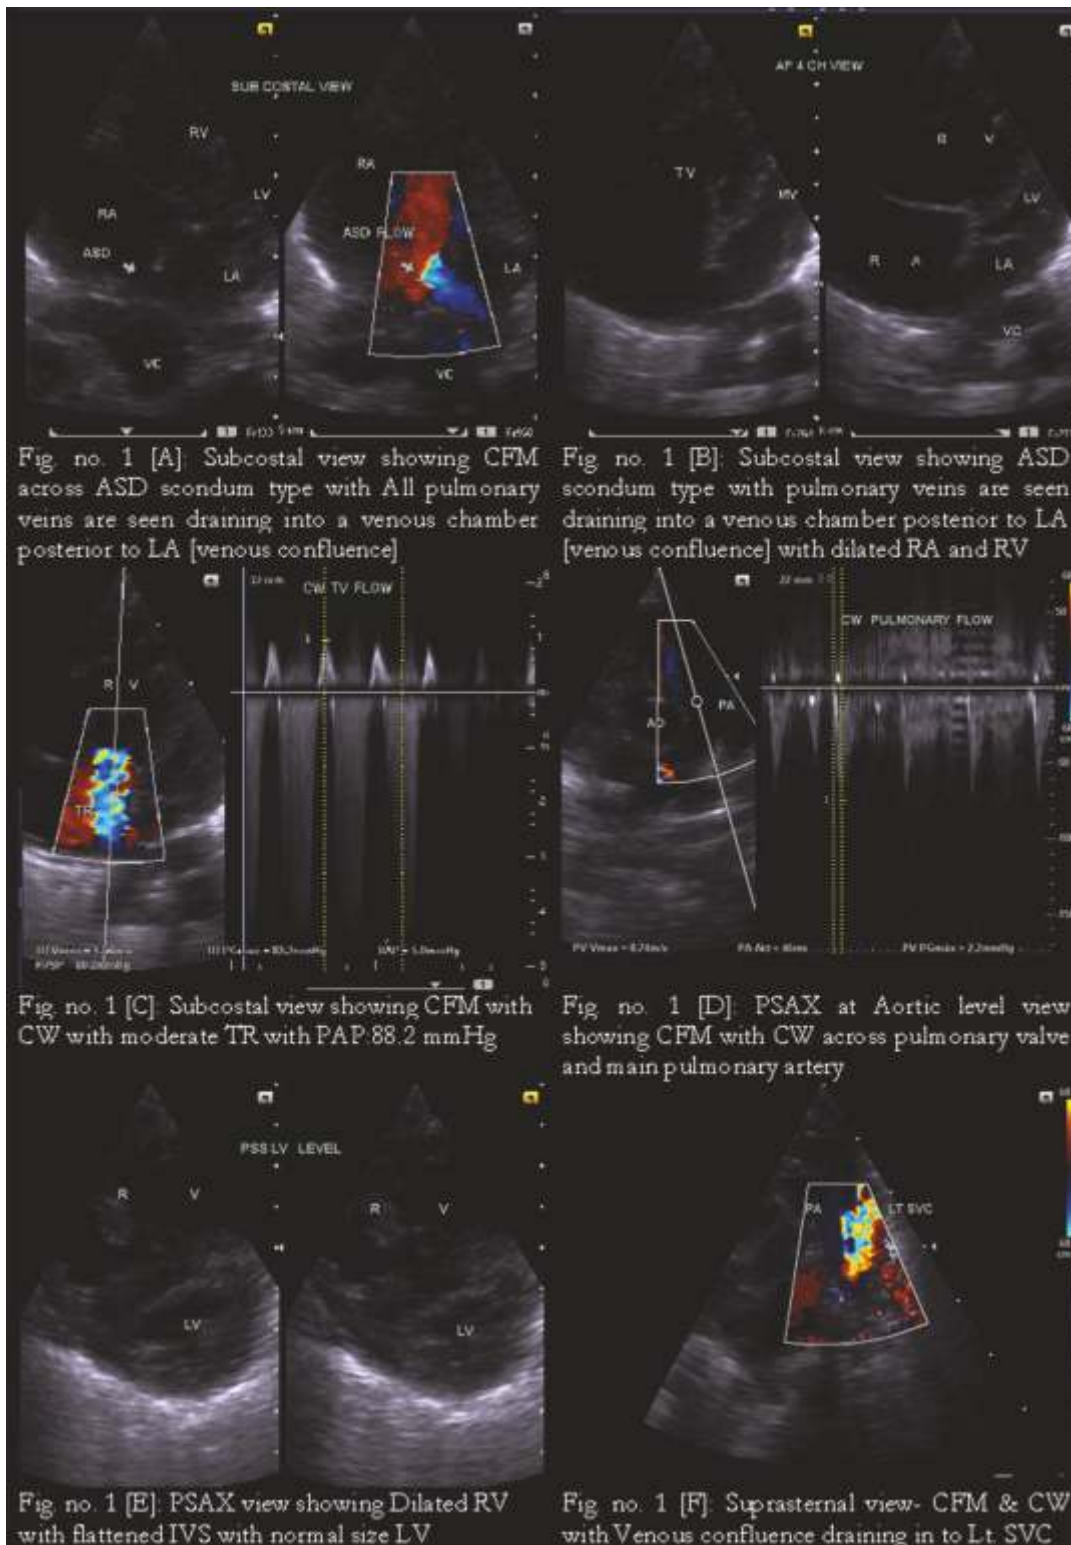 SUB COSTAL VIEW
RV
RA
LV
RA
ASD
LA
VC
ASD FLOW
LA
VC
AP 4 CH VIEW
TV
MV
R V
LV
R A
LA
VC
Fig. no. 1 [A]: Subcostal view showing CFM
across ASD scondum type with All pulmonary
veins are seen draining into a venous chamber
posterior to LA [venous confluence]
Fig. no. 1 [B]: Subcostal view showing ASD
scondum type with pulmonary veins are seen
draining into a venous chamber posterior to LA
[venous confluence] with dilated RA and RV
CW TV FLOW
R V
TR
CW PULMONARY FLOW
PA
AO
PV Vmax = 0.74m/s
PV PGmax = 2.2mmHg
Fig. no. 1 [C]: Subcostal view showing CFM with
CW with moderate TR with PAP.88.2 mmHg
Fig. no. 1 [D]: PSAX at Aortic level view
showing CFM with CW across pulmonary valve
and main pulmonary artery
PSS LV LEVEL
R V
LV
R V
LV
PA
LT SVC
Fig. no. 1 [E]: PSAX view showing Dilated RV
with flattened IVS with normal size LV
Fig. no. 1 [F]: Suprasternal view- CFM & CW
with Venous confluence draining in to Lt. SVC